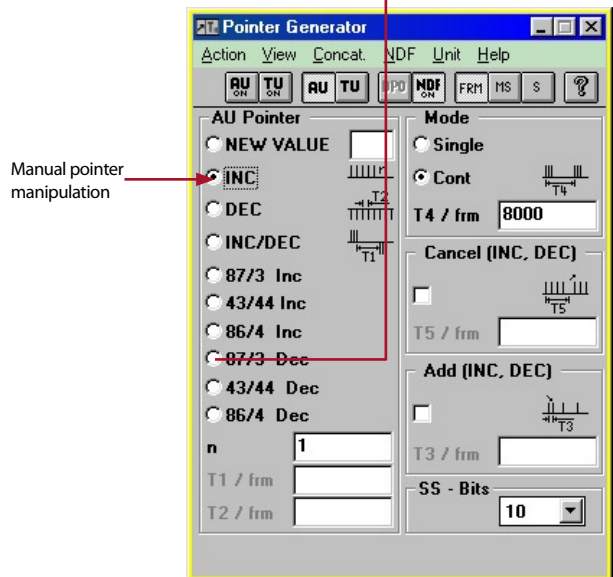 Pointer Generator
Action View Concat. NDF Unit Help
AU ON TU ON AU TU DPO NDF ON FRM MS S ?
AU Pointer
NEW VALUE
INC
n
DEC
T2
INC/DEC
T1
87/3 Inc
43/44 Inc
86/4 Inc
87/3 Dec
43/44 Dec
86/4 Dec
n 1
T1 / frm
T2 / frm
Mode
Single
Cont
T4
T4 / frm 8000
Cancel (INC, DEC)
T5
T5 / frm
Add (INC, DEC)
T3
T3 / frm
SS - Bits
10
Manual pointer
manipulation